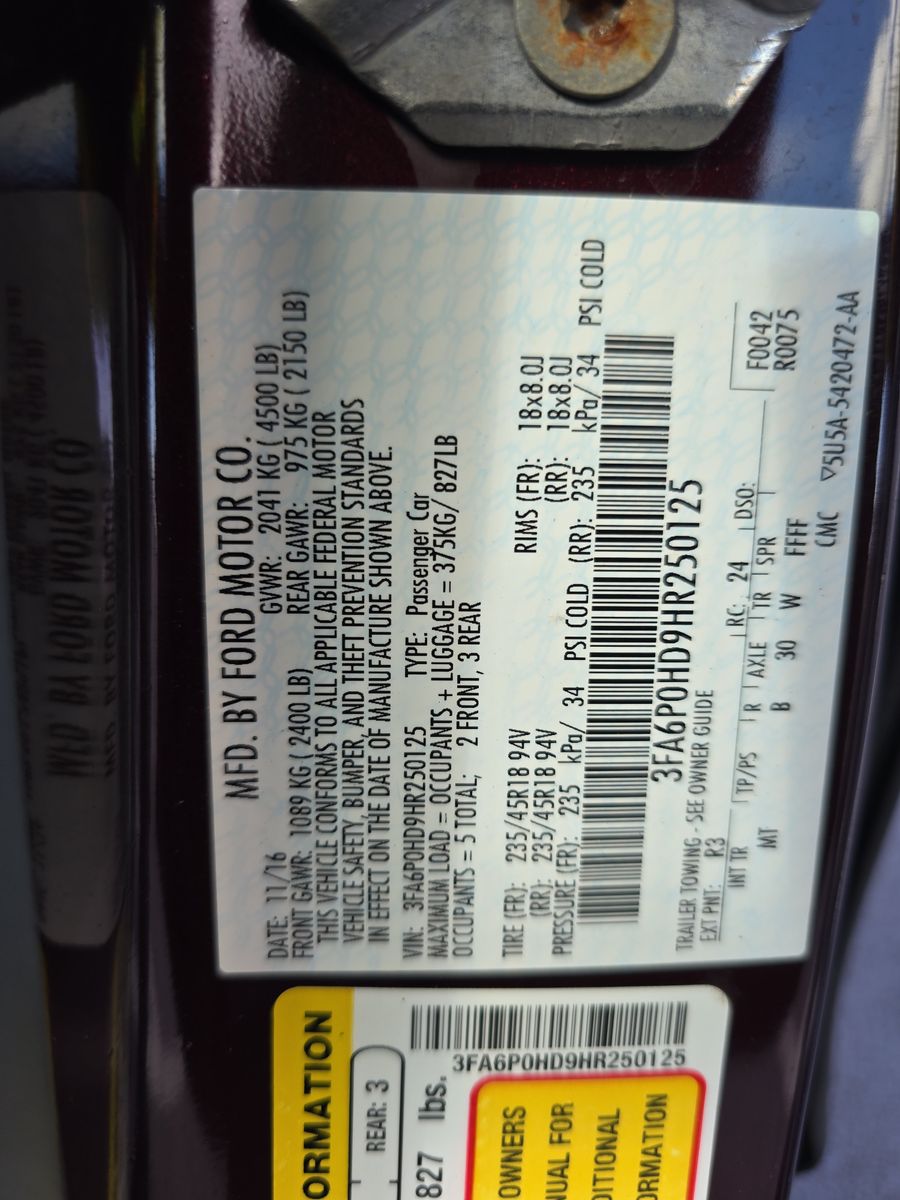 MFD. BY FORD MOTOR CO.
DATE: 11/16 GVWR: 2041 KG ( 4500 LB)
FRONT GAWR: 1089 KG ( 2400 LB) REAR GAWR: 975 KG ( 2150 LB)
THIS VEHICLE CONFORMS TO ALL APPLICABLE FEDERAL MOTOR
VEHICLE SAFETY, BUMPER, AND THEFT PREVENTION STANDARDS
IN EFFECT ON THE DATE OF MANUFACTURE SHOWN ABOVE.
VIN: 3FA6P0HD9HR250125 TYPE: Passenger Car
MAXIMUM LOAD = OCCUPANTS + LUGGAGE = 375KG/ 827LB
OCCUPANTS = 5 TOTAL; 2 FRONT, 3 REAR
TIRE (FR): 235/45R18 94V RIMS (FR): 18x8.0J
(RR): 235/45R18 94V (RR): 18x8.0J
PRESSURE (FR): 235 kPa/ 34 PSI COLD (RR): 235 kPa/ 34 PSI COLD
3FA6P0HD9HR250125
TRAILER TOWING - SEE OWNER GUIDE
EXT PNT: R3 RC: 24 DSO:
INT TR TP/PS R AXLE TR SPR
MT B 30 W FFFF
F0042
R0075
CMC
▽5U5A-5420472-AA
ORMATION
REAR: 3
827 lbs.
3FA6P0HD9HR250125
OWNERS
NUAL FOR
DITIONAL
ORMATION